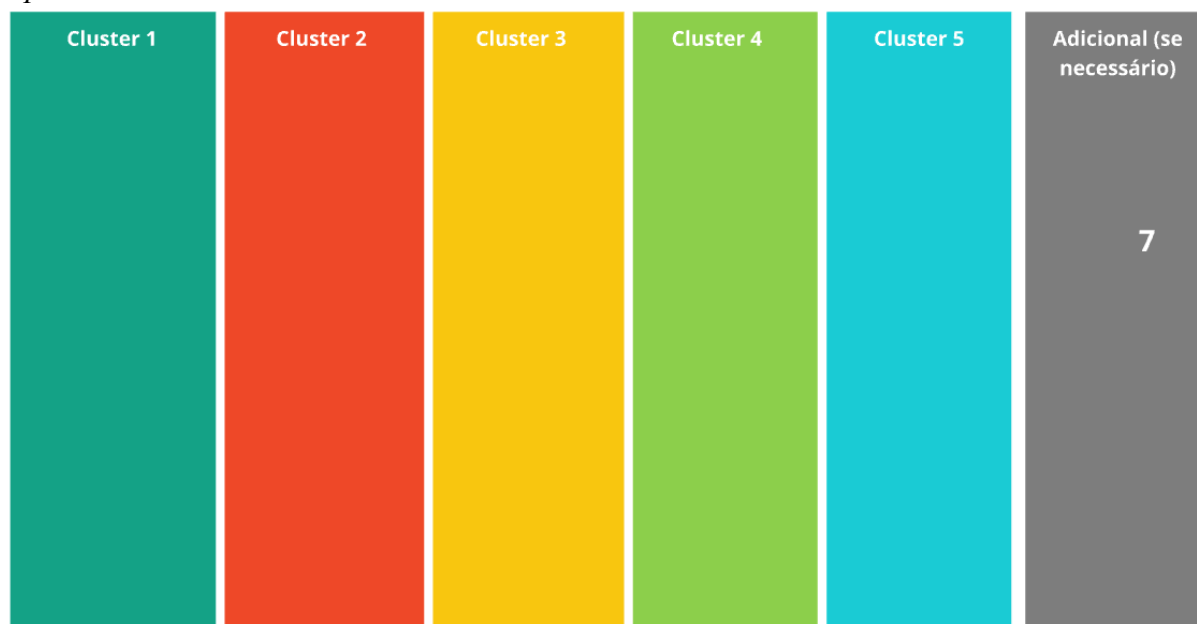 Cluster 1
Cluster 2
Cluster 3
Cluster 4
Cluster 5
Adicional (se
necessário)
7